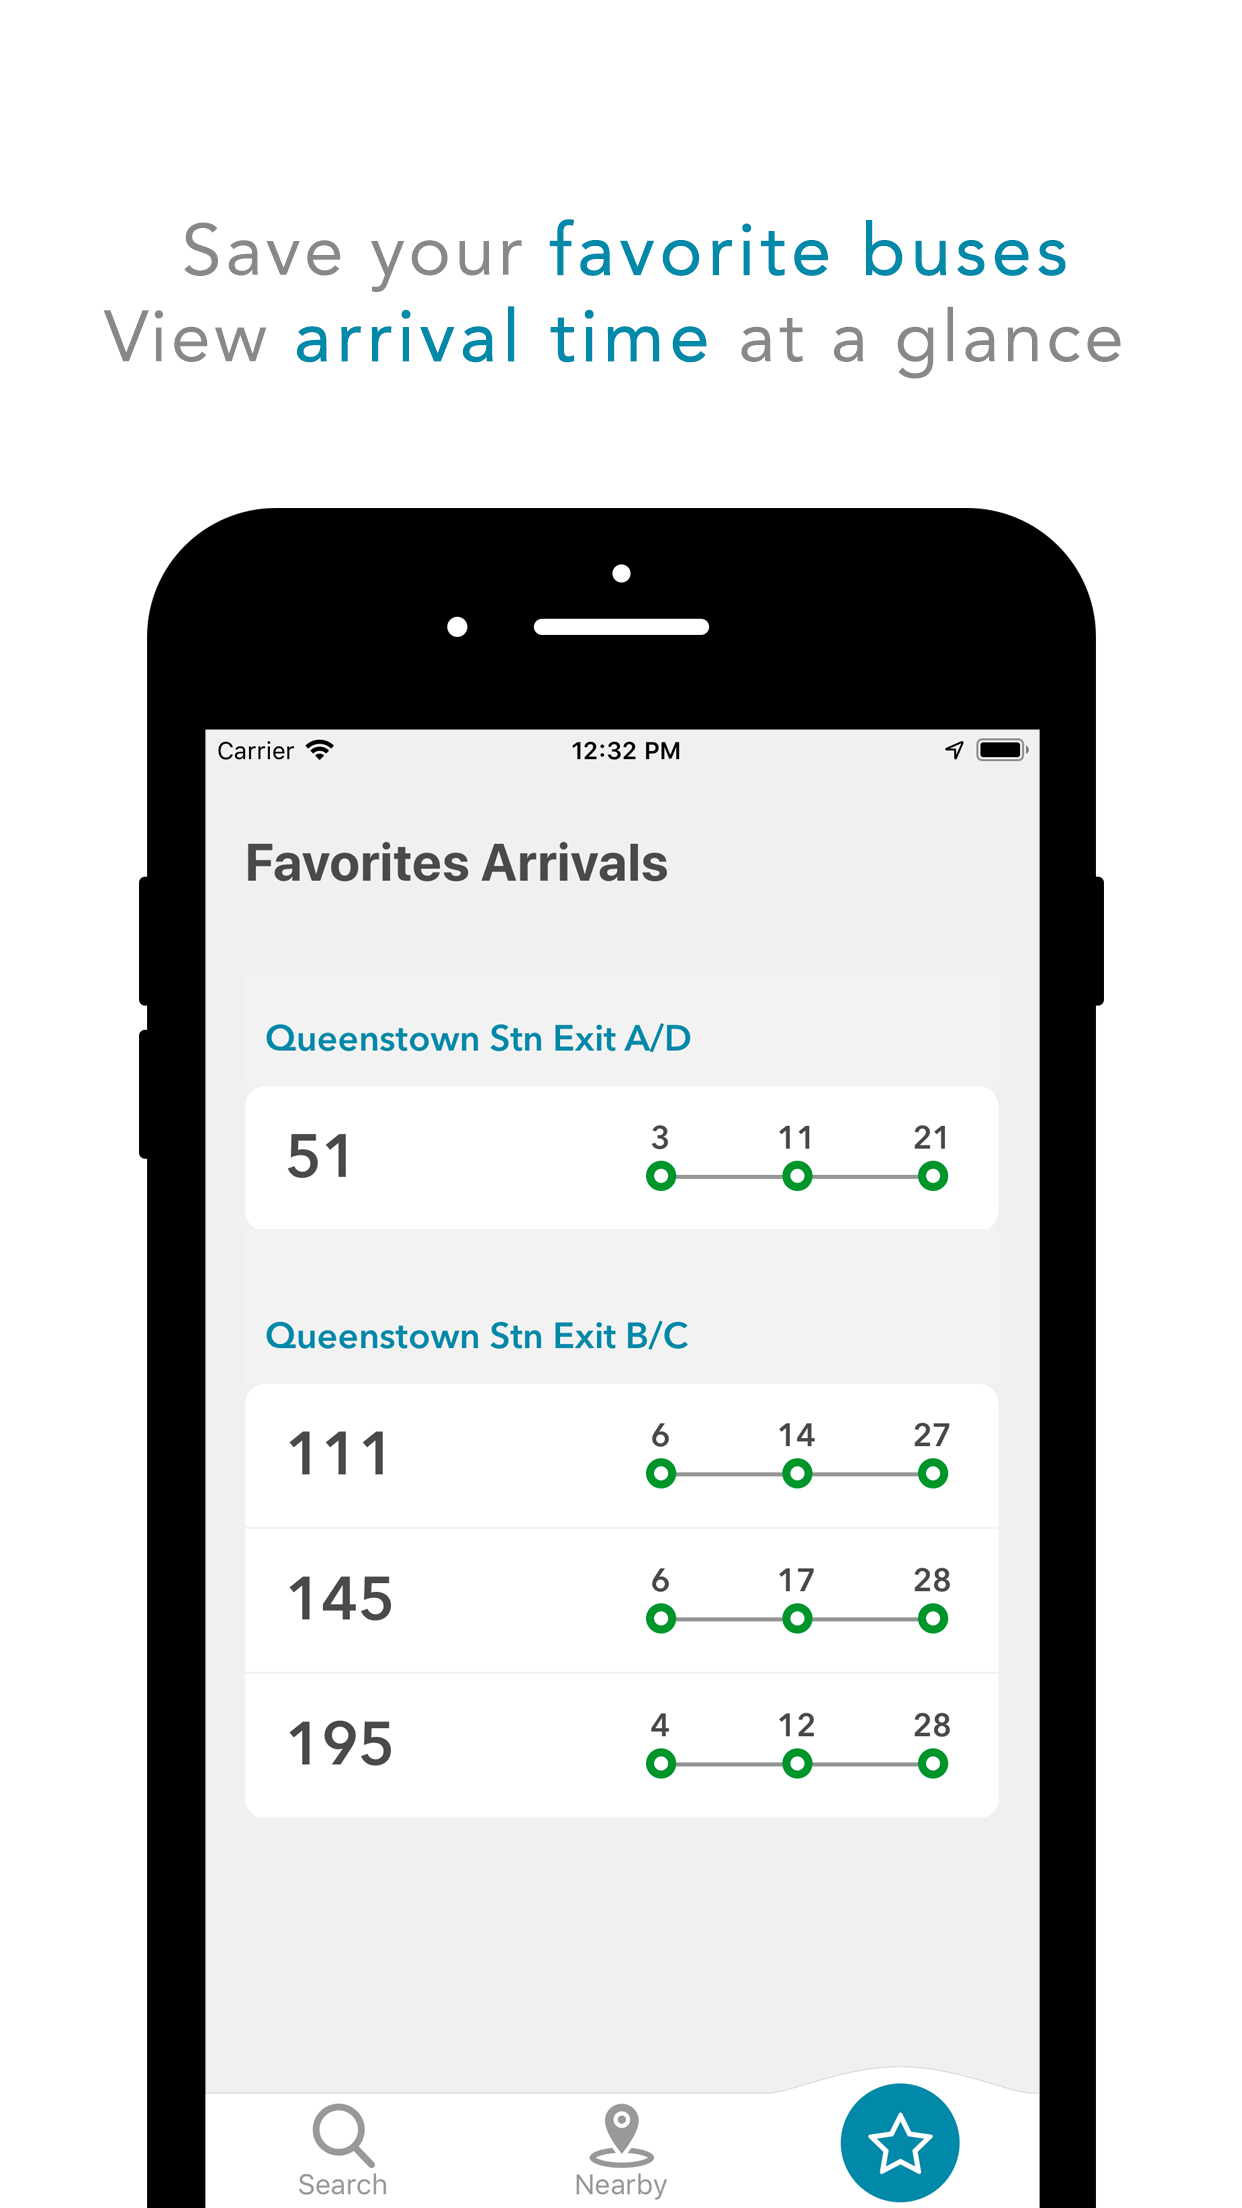 Save your favorite buses
View arrival time at a glance
Carrier 12:32 PM
Favorites Arrivals
Queenstown Stn Exit A/D
51 3 11 21
Queenstown Stn Exit B/C
111 6 14 27
145 6 17 28
195 4 12 28
Search Nearby